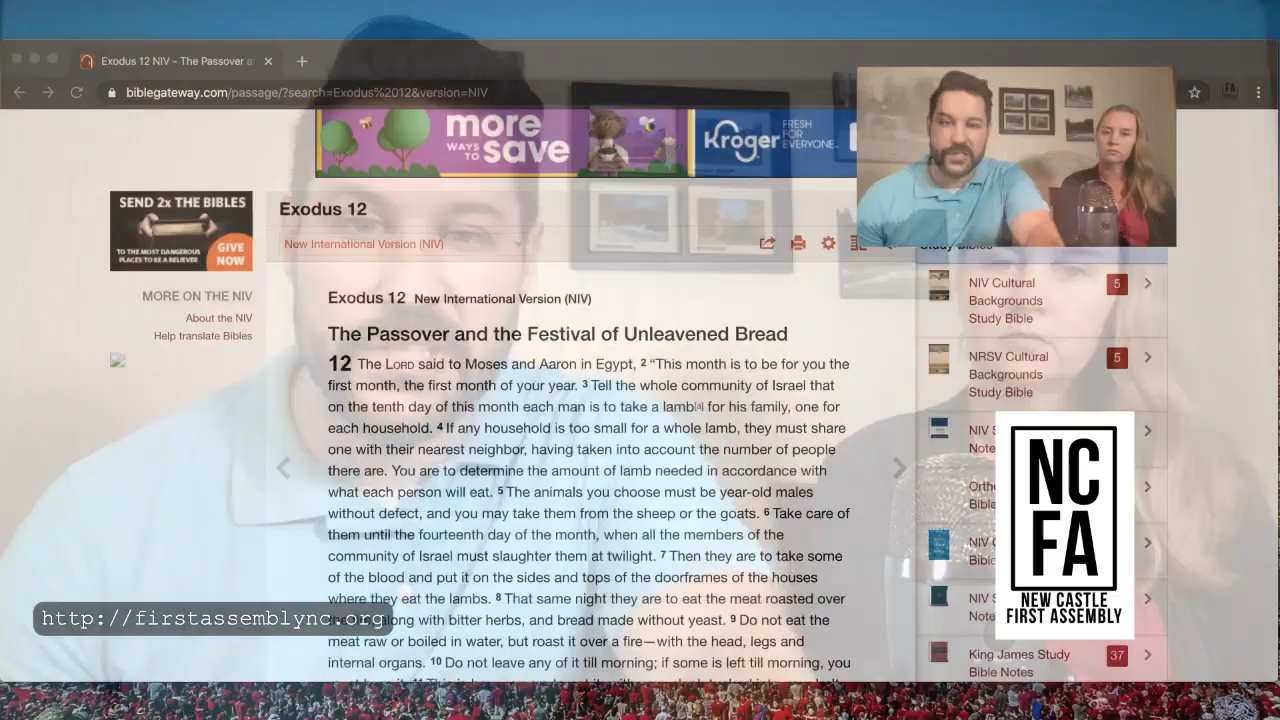 Exodus 12 NIV - The Passover a
biblegateway.com/passage/?search=Exodus%2012&version=NIV
more
WAYS TO save
Kroger
FRESH
FOR
EVERYONE.
SEND 2X THE BIBLES
TO THE MOST DANGEROUS
PLACES TO BE A BELIEVER
GIVE
NOW
MORE ON THE NIV
About the NIV
Help translate Bibles
Exodus 12
New International Version (NIV)
Exodus 12 New International Version (NIV)
The Passover and the Festival of Unleavened Bread
12 The LORD said to Moses and Aaron in Egypt, 2 “This month is to be for you the
first month, the first month of your year. 3 Tell the whole community of Israel that
on the tenth day of this month each man is to take a lamb[a] for his family, one for
each household. 4 If any household is too small for a whole lamb, they must share
one with their nearest neighbor, having taken into account the number of people
there are. You are to determine the amount of lamb needed in accordance with
what each person will eat. 5 The animals you choose must be year-old males
without defect, and you may take them from the sheep or the goats. 6 Take care of
them until the fourteenth day of the month, when all the members of the
community of Israel must slaughter them at twilight. 7 Then they are to take some
of the blood and put it on the sides and tops of the doorframes of the houses
where they eat the lambs. 8 That same night they are to eat the meat roasted over
along with bitter herbs, and bread made without yeast. 9 Do not eat the
meat raw or boiled in water, but roast it over a fire—with the head, legs and
internal organs. 10 Do not leave any of it till morning; if some is left till morning, you
Study Bibles
NIV Cultural
Backgrounds
Study Bible
5
NRSV Cultural
Backgrounds
Study Bible
5
NIV
Note
Orth
Bible
NIV
Bibl
NIV
Note
King James Study
Bible Notes
37
NC
FA
NEW CASTLE
FIRST ASSEMBLY
http://firstassemblync.org